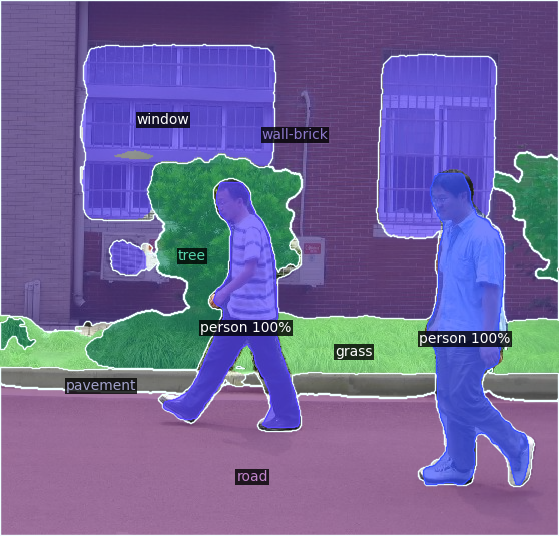 window
wall-brick
tree
person 100%
person 100%
grass
pavement
road